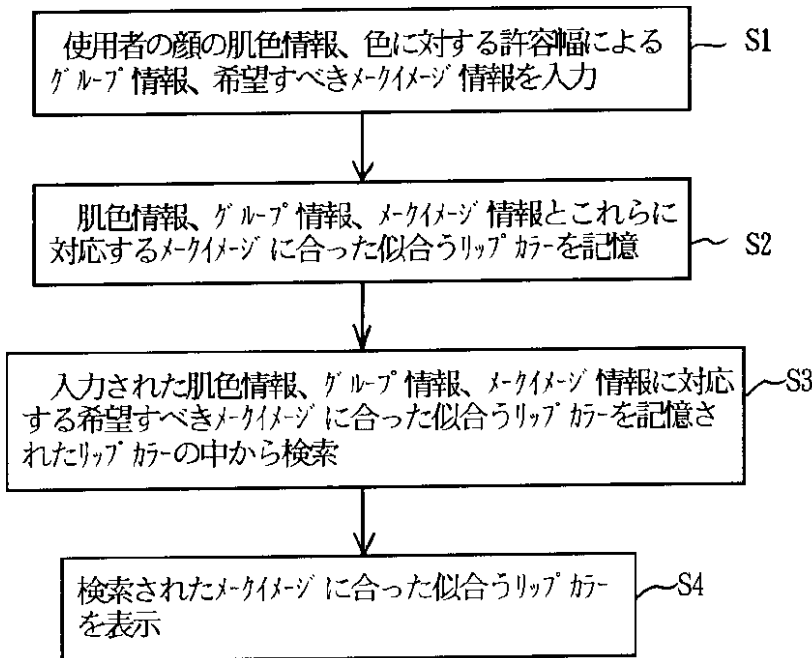 使用者の顔の肌色情報、色に対する許容幅による
グループ情報、希望すべきメークイメージ情報を入力
S1
肌色情報、グループ情報、メークイメージ情報とこれらに
対応するメークイメージに合った似合うリップカラーを記憶
S2
入力された肌色情報、グループ情報、メークイメージ情報に対応
する希望すべきメークイメージに合った似合うリップカラーを記憶さ
れたリップカラーの中から検索
S3
検索されたメークイメージに合った似合うリップカラー
を表示
S4